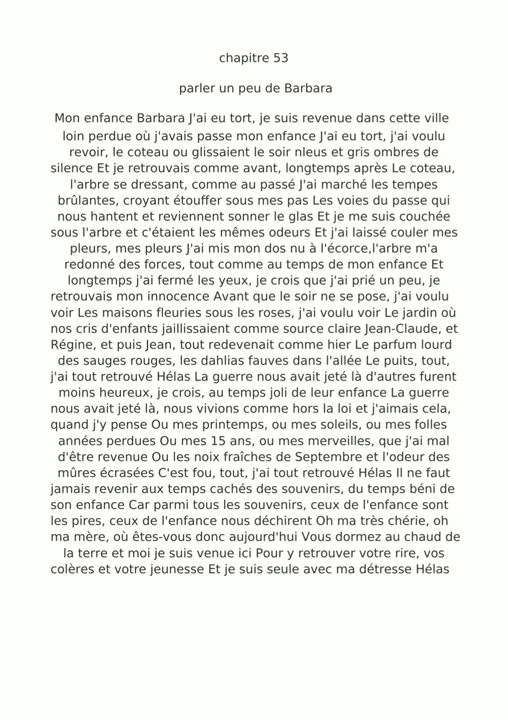 chapitre 53
parler un peu de Barbara
Mon enfance Barbara J'ai eu tort, je suis revenue dans cette ville
loin perdue où j'avais passe mon enfance J'ai eu tort, j'ai voulu
revoir, le coteau ou glissaient le soir nleus et gris ombres de
silence Et je retrouvais comme avant, longtemps après Le coteau,
l'arbre se dressant, comme au passé J'ai marché les tempes
brûlantes, croyant étouffer sous mes pas Les voies du passe qui
nous hantent et reviennent sonner le glas Et je me suis couchée
sous l'arbre et c'étaient les mêmes odeurs Et j'ai laissé couler mes
pleurs, mes pleurs J'ai mis mon dos nu à l'écorce,l'arbre m'a
redonné des forces, tout comme au temps de mon enfance Et
longtemps j'ai fermé les yeux, je crois que j'ai prié un peu, je
retrouvais mon innocence Avant que le soir ne se pose, j'ai voulu
voir Les maisons fleuries sous les roses, j'ai voulu voir Le jardin où
nos cris d'enfants jaillissaient comme source claire Jean-Claude, et
Régine, et puis Jean, tout redevenait comme hier Le parfum lourd
des sauges rouges, les dahlias fauves dans l'allée Le puits, tout,
j'ai tout retrouvé Hélas La guerre nous avait jeté là d'autres furent
moins heureux, je crois, au temps joli de leur enfance La guerre
nous avait jeté là, nous vivions comme hors la loi et j'aimais cela,
quand j'y pense Ou mes printemps, ou mes soleils, ou mes folles
années perdues Ou mes 15 ans, ou mes merveilles, que j'ai mal
d'être revenue Ou les noix fraîches de Septembre et l'odeur des
mûres écrasées C'est fou, tout, j'ai tout retrouvé Hélas Il ne faut
jamais revenir aux temps cachés des souvenirs, du temps béni de
son enfance Car parmi tous les souvenirs, ceux de l'enfance sont
les pires, ceux de l'enfance nous déchirent Oh ma très chérie, oh
ma mère, où êtes-vous donc aujourd'hui Vous dormez au chaud de
la terre et moi je suis venue ici Pour y retrouver votre rire, vos
colères et votre jeunesse Et je suis seule avec ma détresse Hélas